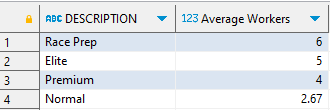 ABC DESCRIPTION 123 Average Workers
1 Race Prep 6
2 Elite 5
3 Premium 4
4 Normal 2.67